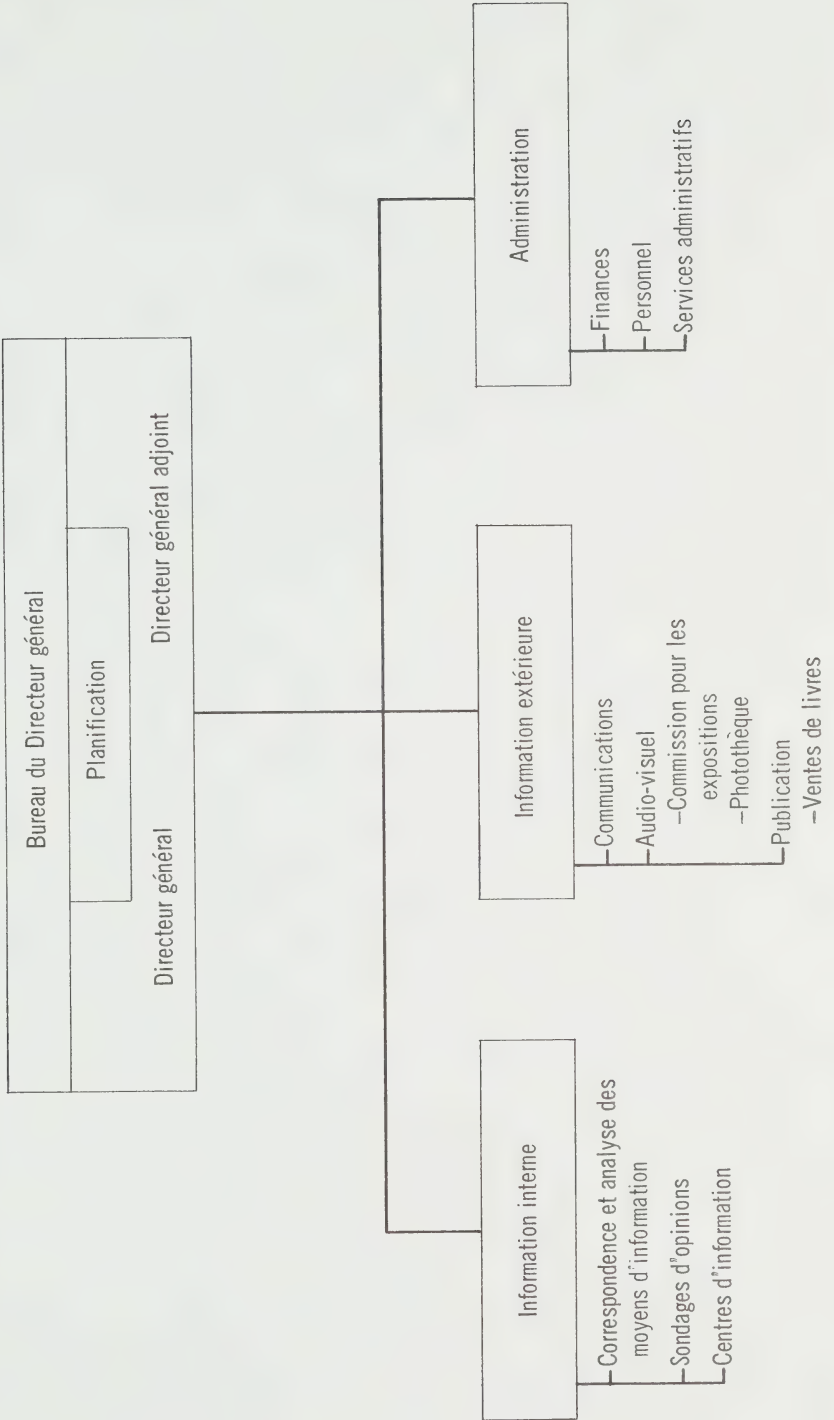 Bureau du Directeur général
Planification
Directeur général
Directeur général adjoint
Information interne
–Correspondence et analyse des
moyens d'information
–Sondages d'opinions
–Centres d'information
Information extérieure
–Communications
–Audio-visuel
–Commission pour les
expositions
–Photothèque
–Publication
–Ventes de livres
Administration
–Finances
–Personnel
–Services administratifs